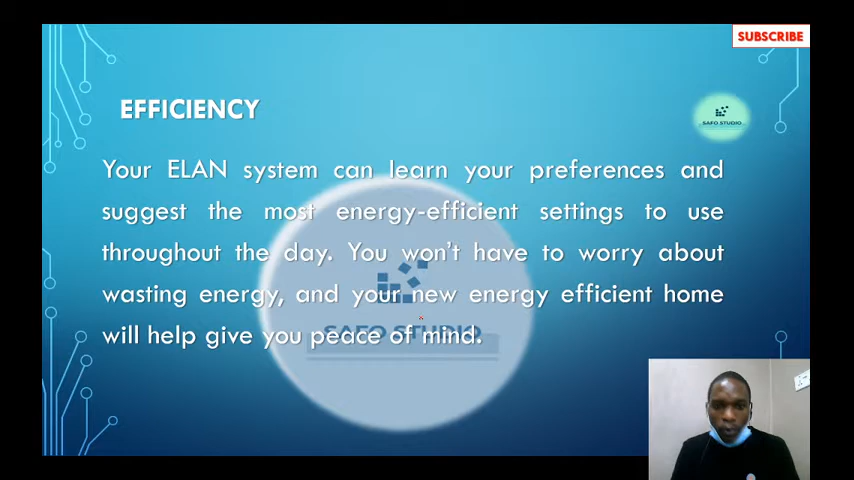 SUBSCRIBE
EFFICIENCY
SAFO STUDIO
Your ELAN system can learn your preferences and
suggest the most energy-efficient settings to use
throughout the day. You won't have to worry about
wasting energy, and your new energy efficient home
will help give you peace of mind.
SAFO STUDIO